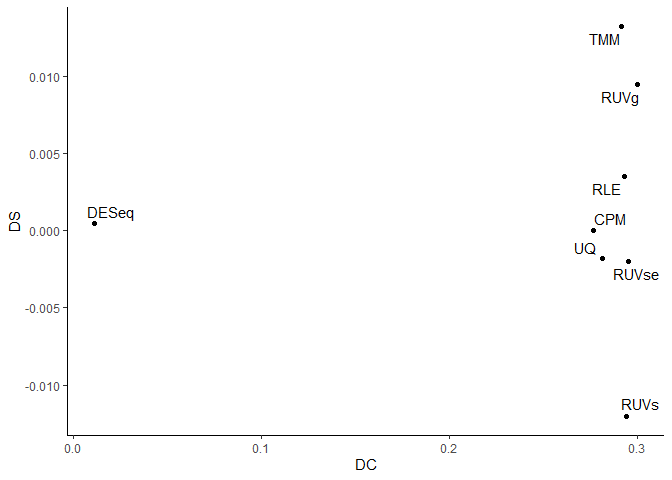 TMM
0.010
RUVg
0.005
RLE
DESeq
CPM
DS
0.000
UQ
RUVse
-0.005
-0.010
RUVs
0.0
0.1
0.2
0.3
DC